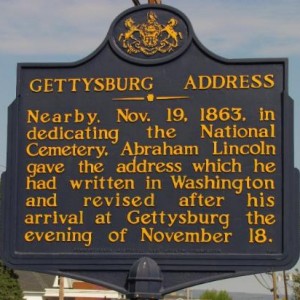 GETTYSBURG ADDRESS
Nearby, Nov. 19, 1863, in
dedicating the National
Cemetery, Abraham Lincoln
gave the address which he
had written in Washington
and revised after his
arrival at Gettysburg the
evening of November 18.